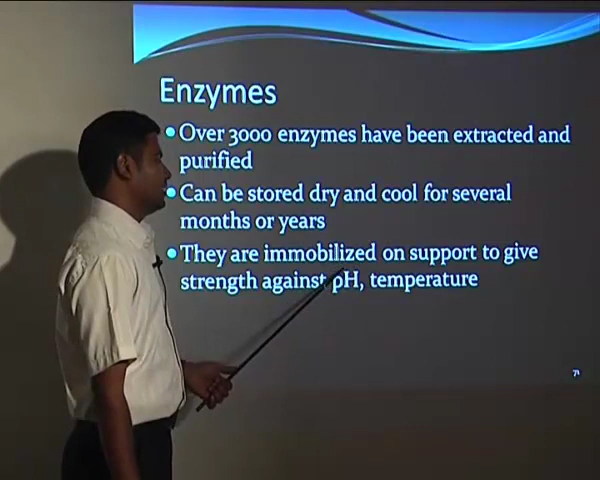 Enzymes
• Over 3000 enzymes have been extracted and
purified
• Can be stored dry and cool for several
months or years
• They are immobilized on support to give
strength against pH, temperature
71